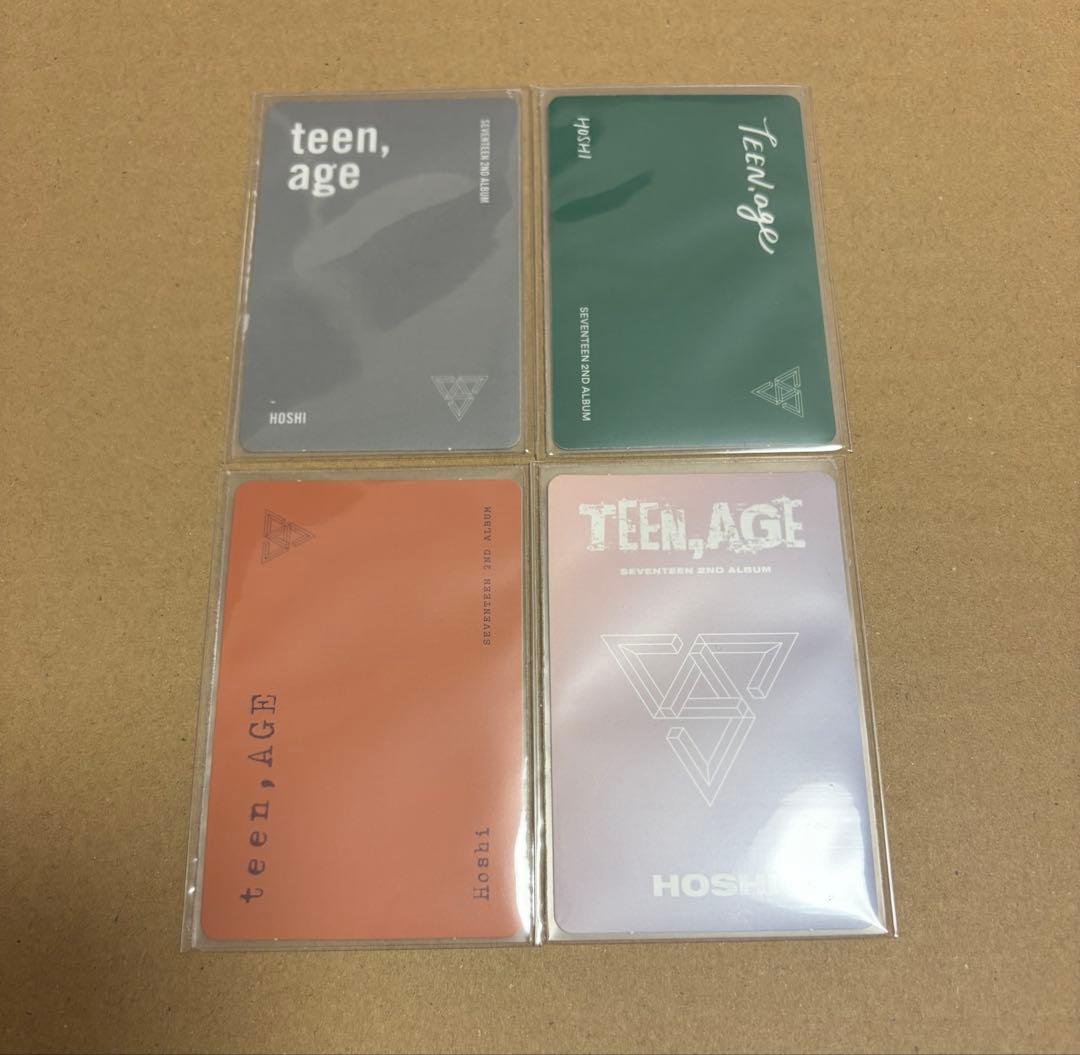 teen,
age
SEVENTEEN 2ND ALBUM
HOSHI
HOSHI
TEEN,age
SEVENTEEN 2ND ALBUM
SEVENTEEN 2ND ALBUM
teen,AGE
Hoshi
TEEN,AGE
SEVENTEEN 2ND ALBUM
HOSHI